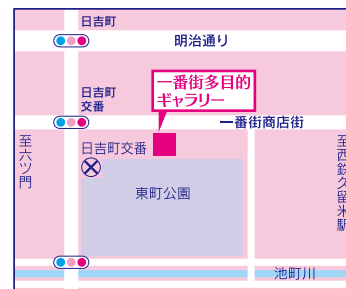 日吉町
明治通り
日吉町
交番
一番街多目的
ギャラリー
一番街商店街
日吉町交番
至六ツ門
至西鉄久留米駅
東町公園
池町川